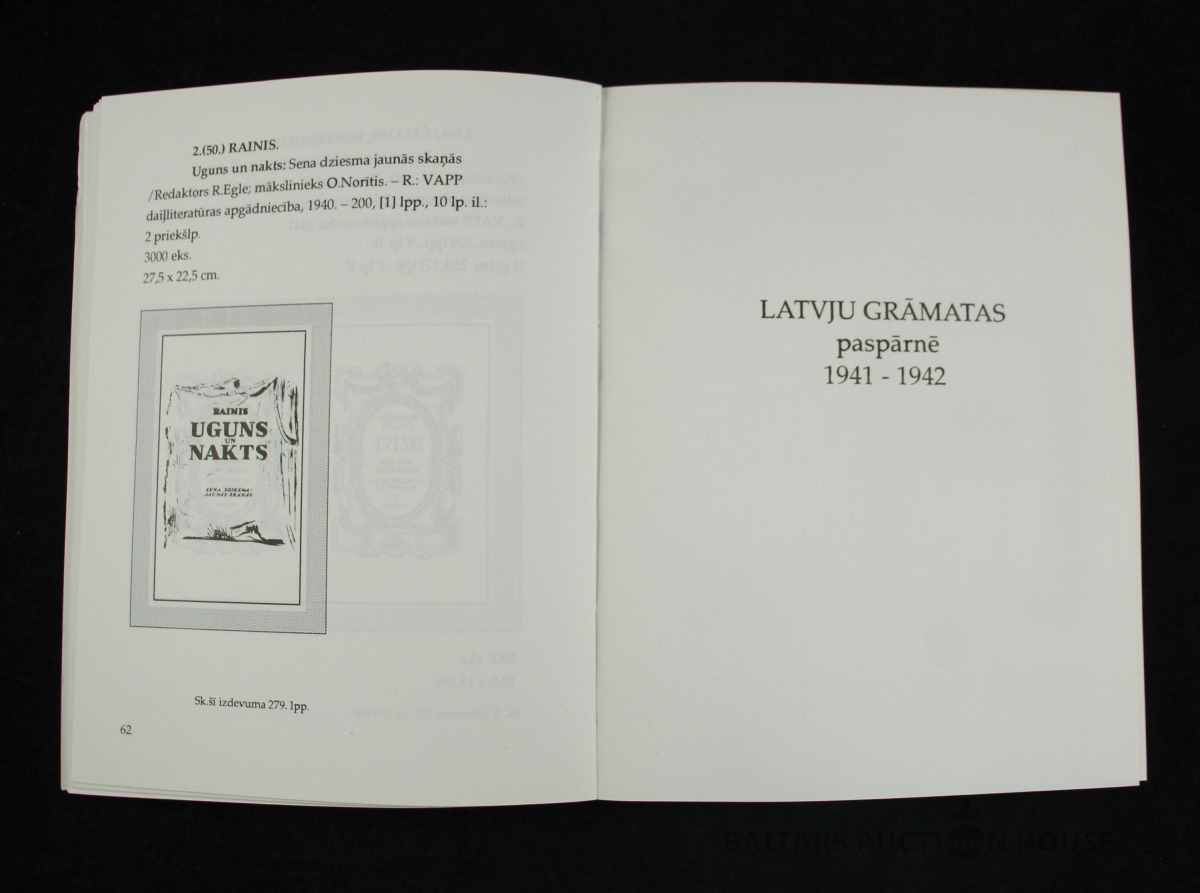 2.(50.) RAINIS.
Uguns un nakts: Sena dziesma jaunās skaņās
/Redaktors R.Egle; mākslinieks O.Norītis. – R.: VAPP
daiļliteratūras apgādniecība, 1940. – 200, [1] lpp., 10 lp. il.:
2 priekšlp.
3000 eks.
27,5 x 22,5 cm.
RAINIS
UGUNS
UN
NAKTS
SENA DZIESMA-
JAUNĀS SKAŅĀS
Sk.šī izdevuma 279. lpp.
62
LATVJU GRĀMATAS
paspārnē
1941 - 1942
BALTARS AUCTION HOUSE